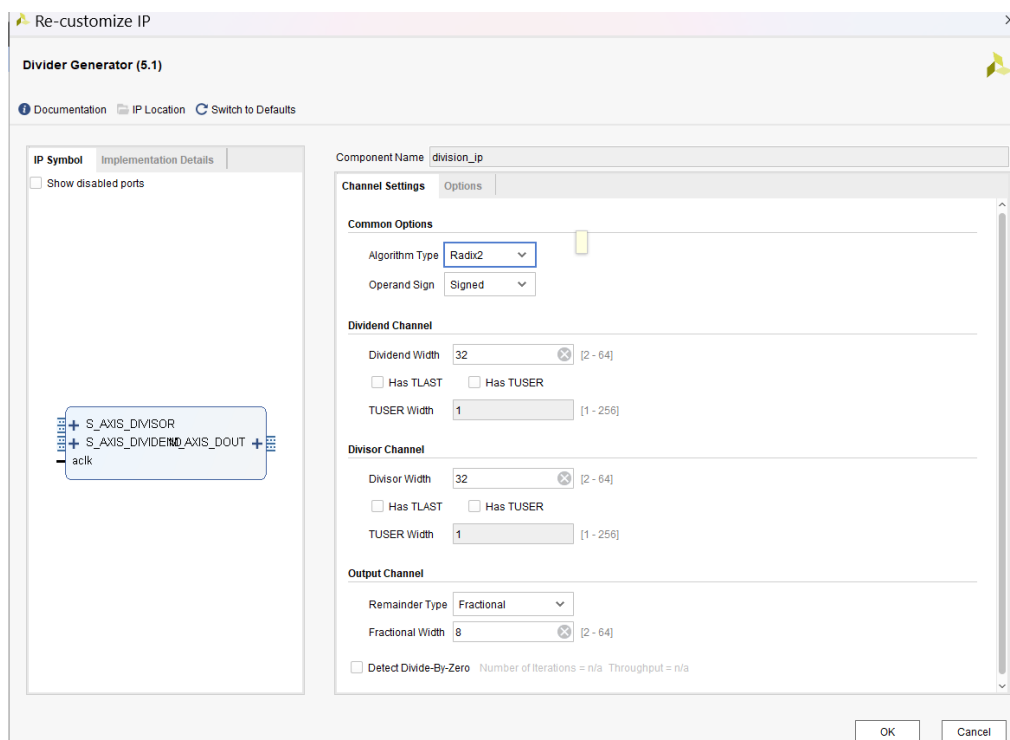 Re-customize IP
Divider Generator (5.1)
Documentation IP Location Switch to Defaults
IP Symbol Implementation Details
Show disabled ports
S_AXIS_DIVISOR
S_AXIS_DIVIDEND M_AXIS_DOUT
aclk
Component Name division_ip
Channel Settings Options
Common Options
Algorithm Type Radix2
Operand Sign Signed
Dividend Channel
Dividend Width 32 [2 - 64]
Has TLAST Has TUSER
TUSER Width 1 [1 - 256]
Divisor Channel
Divisor Width 32 [2 - 64]
Has TLAST Has TUSER
TUSER Width 1 [1 - 256]
Output Channel
Remainder Type Fractional
Fractional Width 8 [2 - 64]
Detect Divide-By-Zero Number of Iterations = n/a Throughput = n/a
OK Cancel